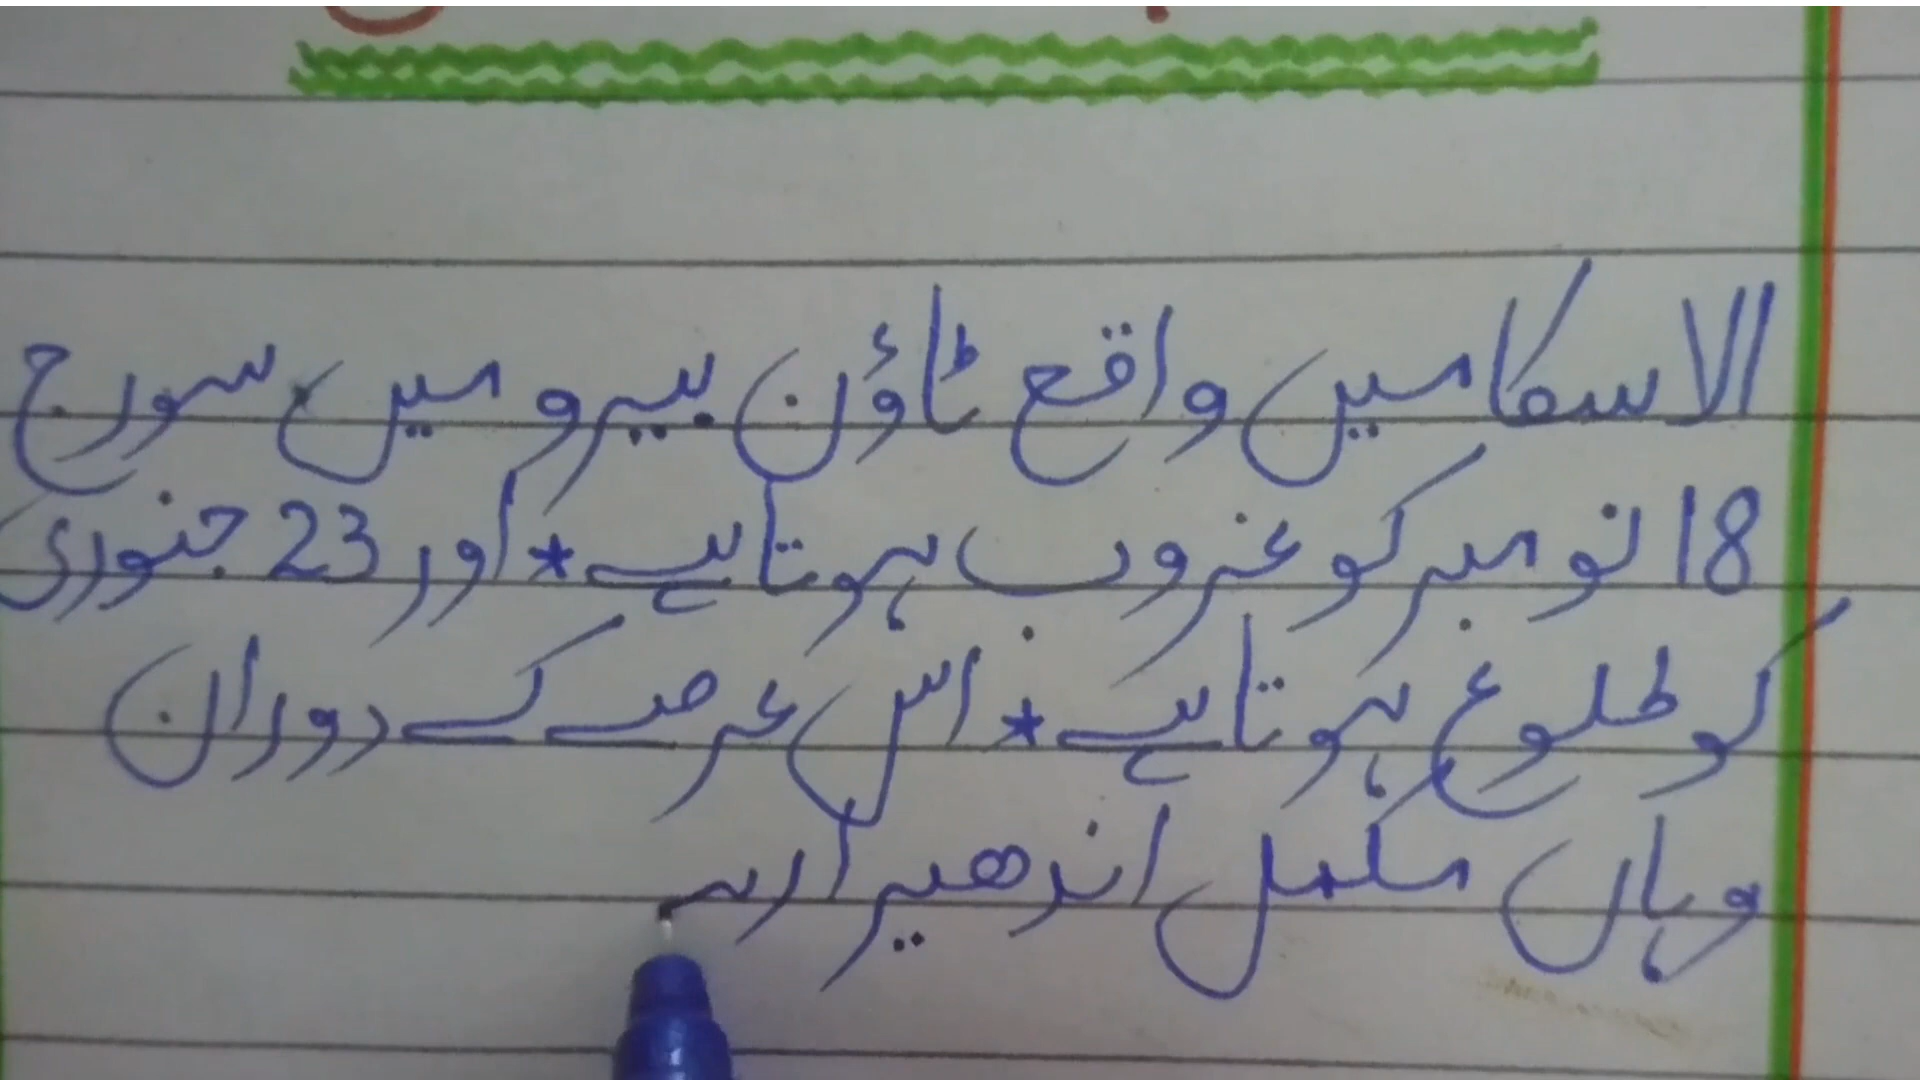 الاسکا میں واقع ٹاؤن بیرو میں سورج
18 نومبر کو غروب ہوتا ہے * اور 23 جنوری
کو طلوع ہوتا ہے * اس عرصے کے دوران
وہاں مکمل اندھیرا رہ